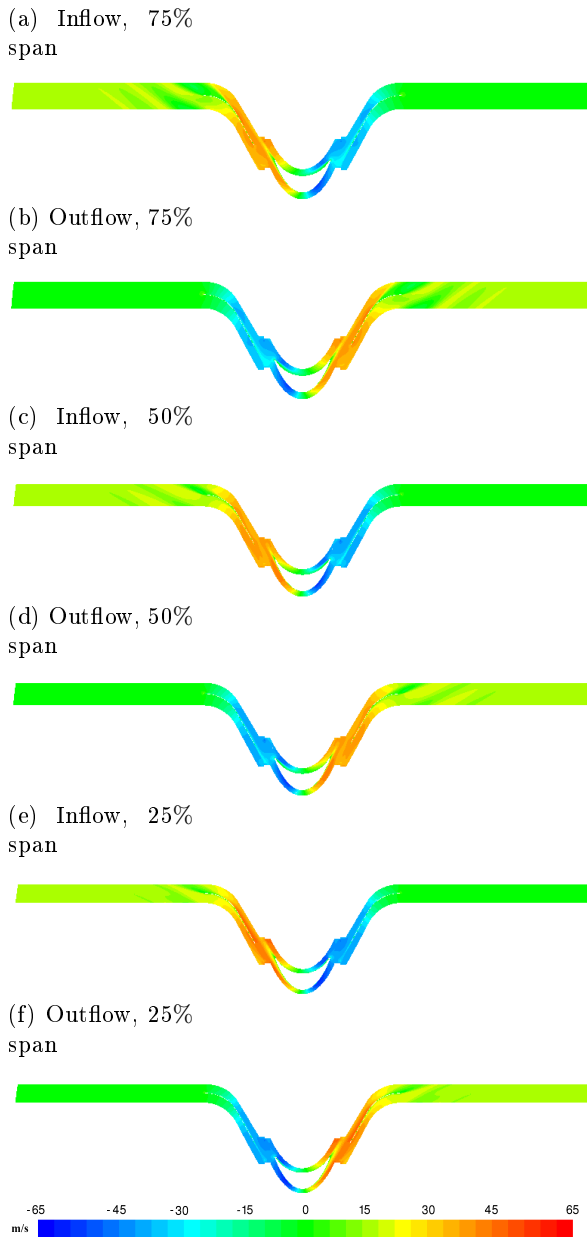 (a) Inflow, 75%
span
(b) Outflow, 75%
span
(c) Inflow, 50%
span
(d) Outflow, 50%
span
(e) Inflow, 25%
span
(f) Outflow, 25%
span
-65 -45 -30 -15 0 15 30 45 65
m/s